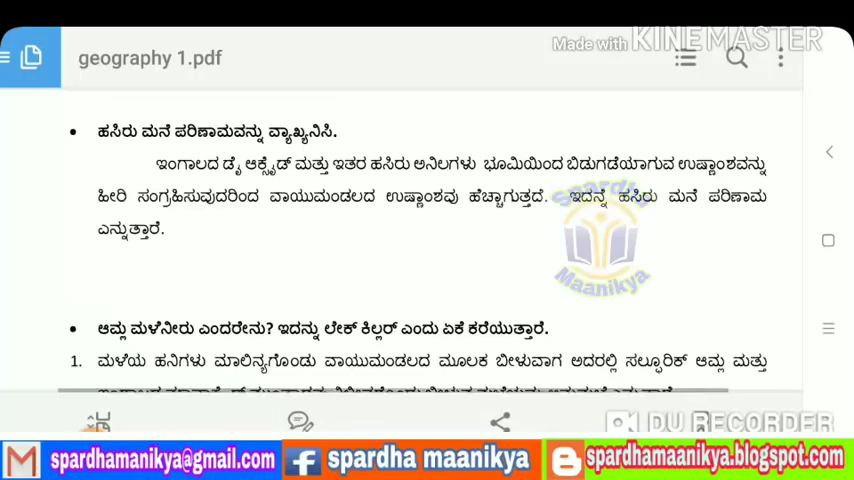 Made with KINEMASTER
geography 1.pdf
• ಹಸಿರು ಮನೆ ಪರಿಣಾಮವನ್ನು ವ್ಯಾಖ್ಯನಿಸಿ.
ಇಂಗಾಲದ ಡೈ ಆಕ್ಸೈಡ್ ಮತ್ತು ಇತರ ಹಸಿರು ಅನಿಲಗಳು ಭೂಮಿಯಿಂದ ಬಿಡುಗಡೆಯಾಗುವ ಉಷ್ಣಾಂಶವನ್ನು
ಹೀರಿ ಸಂಗ್ರಹಿಸುವುದರಿಂದ ವಾಯುಮಂಡಲದ ಉಷ್ಣಾಂಶವು ಹೆಚ್ಚಾಗುತ್ತದೆ. ಇದನ್ನೆ ಹಸಿರು ಮನೆ ಪರಿಣಾಮ
ಎನ್ನುತ್ತಾರೆ.
Spardha
Maanikya
• ಆಮ್ಲ ಮಳೆನೀರು ಎಂದರೇನು? ಇದನ್ನು ಲೇಕ್ ಕಿಲ್ಲರ್ ಎಂದು ಏಕೆ ಕರೆಯುತ್ತಾರೆ.
1. ಮಳೆಯ ಹನಿಗಳು ಮಾಲಿನ್ಯಗೊಂಡು ವಾಯುಮಂಡಲದ ಮೂಲಕ ಬೀಳುವಾಗ ಅದರಲ್ಲಿ ಸಲ್ಫೂರಿಕ್ ಆಮ್ಲ ಮತ್ತು
DU RECORDER
spardhamanikya@gmail.com
spardha maanikya
spardhamaanikya.blogspot.com